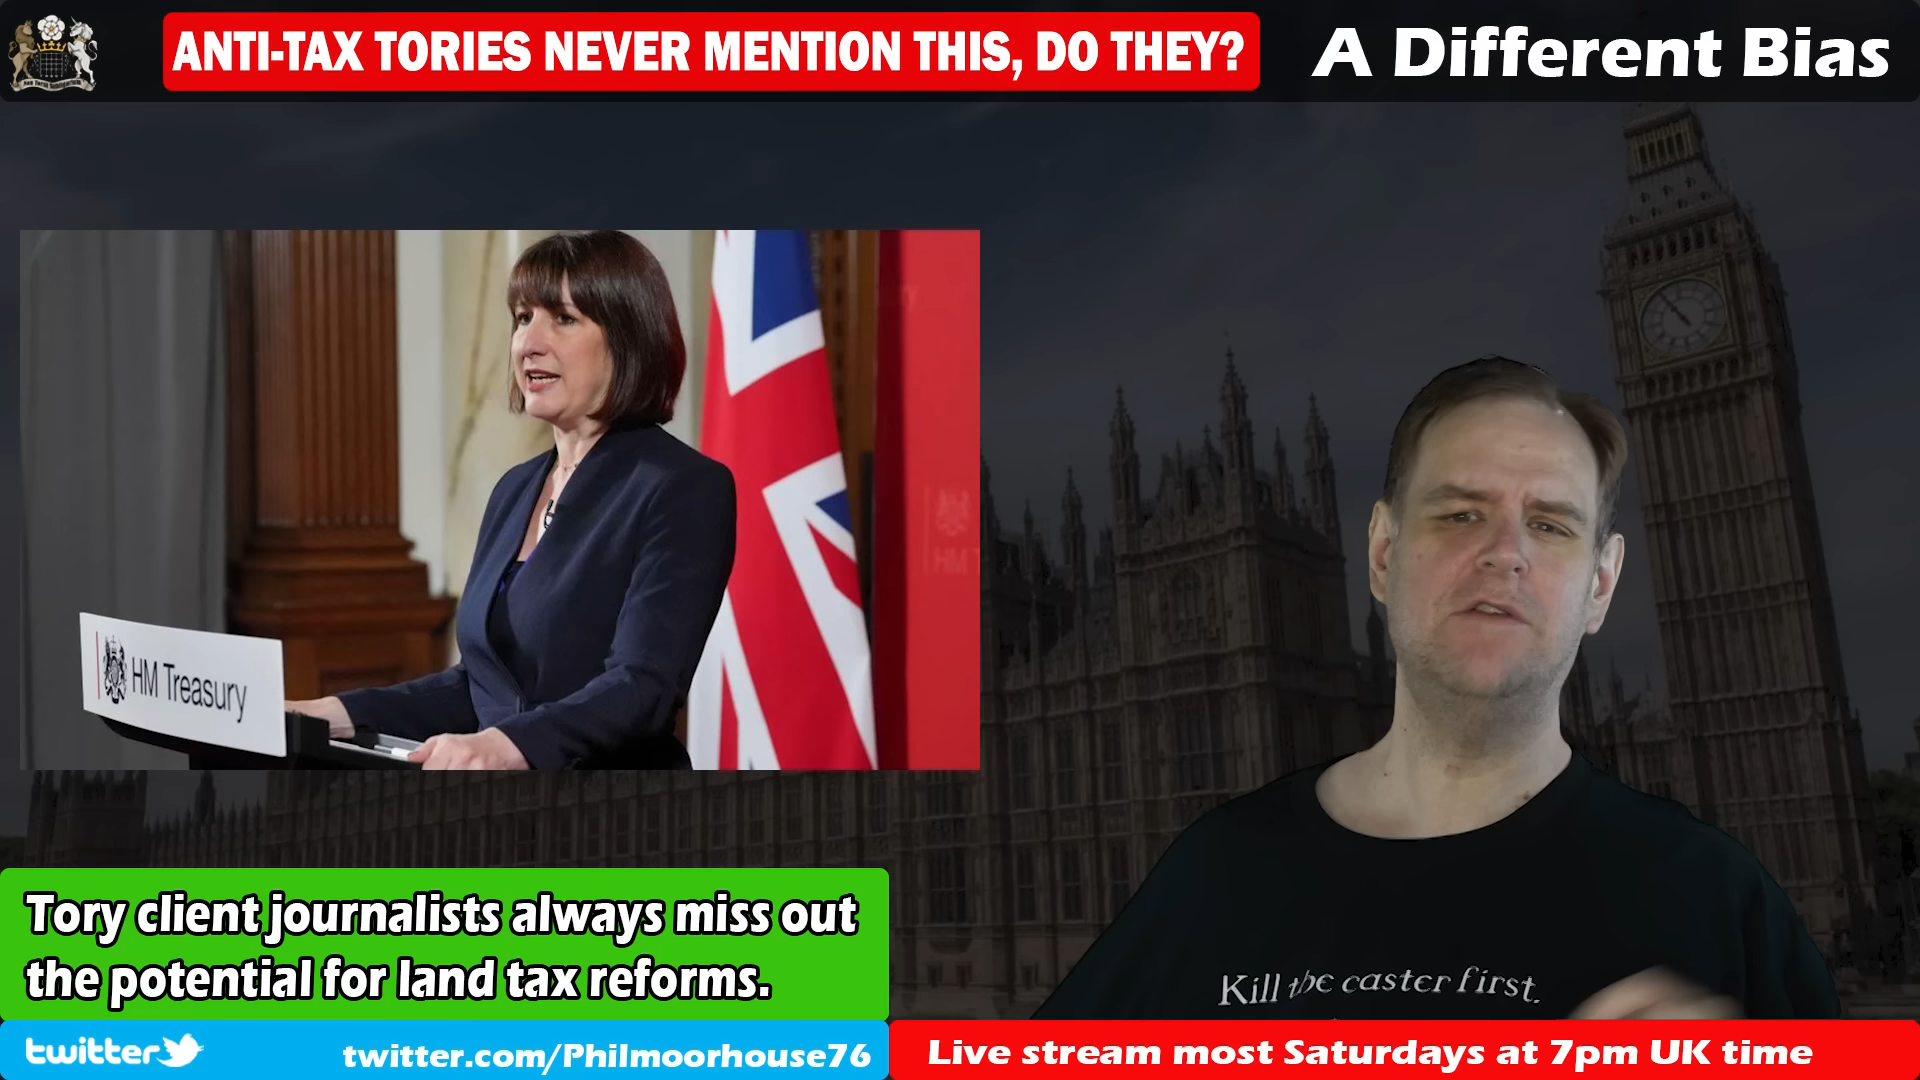 ANTI-TAX TORIES NEVER MENTION THIS, DO THEY?
A Different Bias
HM Treasury
HM T
Kill the caster first.
Tory client journalists always miss out
the potential for land tax reforms.
twitter
twitter.com/Philmoorhouse76
Live stream most Saturdays at 7pm UK time